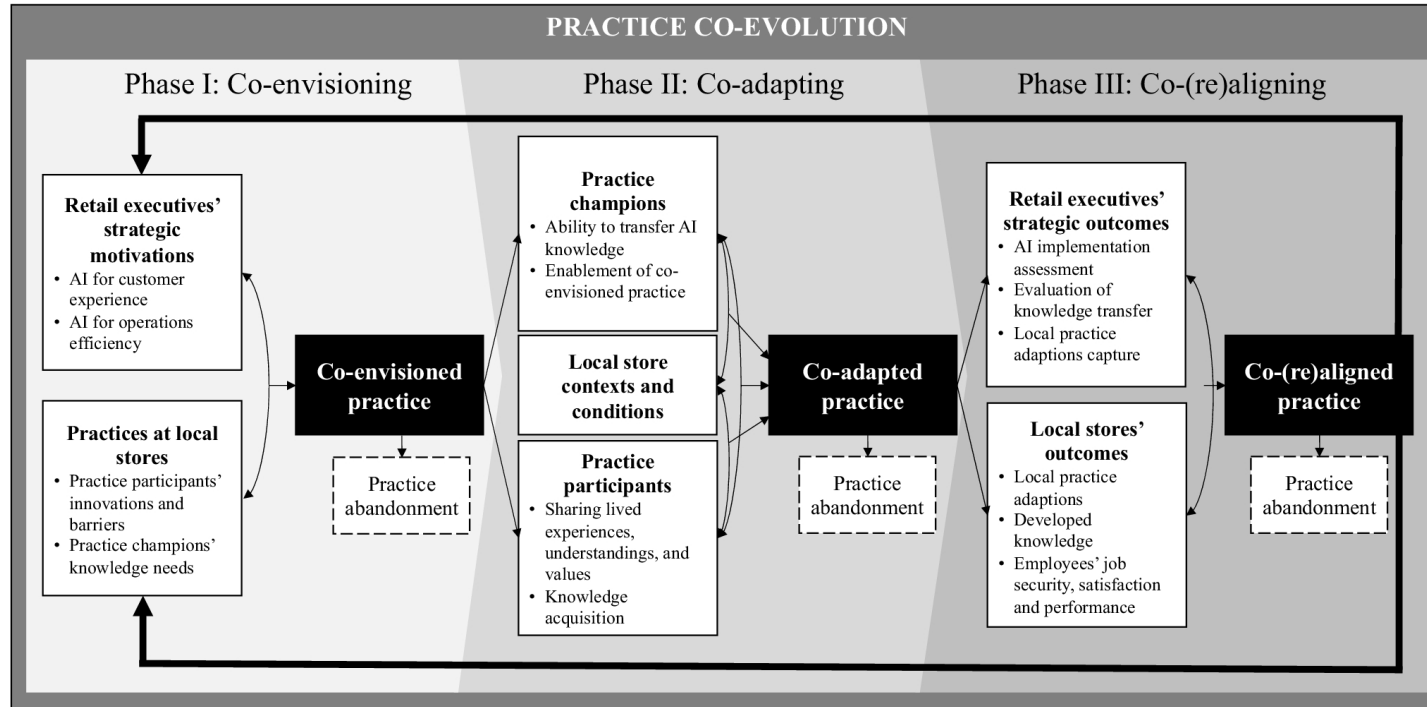 PRACTICE CO-EVOLUTION
Phase I: Co-envisioning
Retail executives'
strategic
motivations
• AI for customer
experience
• AI for operations
efficiency
Practices at local
stores
• Practice participants'
innovations and
barriers
• Practice champions'
knowledge needs
Co-envisioned
practice
Practice
abandonment
Phase II: Co-adapting
Practice
champions
• Ability to transfer AI
knowledge
• Enablement of co-
envisioned practice
Local store
contexts and
conditions
Practice
participants
• Sharing lived
experiences,
understandings, and
values
• Knowledge
acquisition
Co-adapted
practice
Practice
abandonment
Phase III: Co-(re)aligning
Retail executives'
strategic outcomes
• AI implementation
assessment
• Evaluation of
knowledge transfer
• Local practice
adaptions capture
Local stores'
outcomes
• Local practice
adaptions
• Developed
knowledge
• Employees' job
security, satisfaction
and performance
Co-(re)aligned
practice
Practice
abandonment